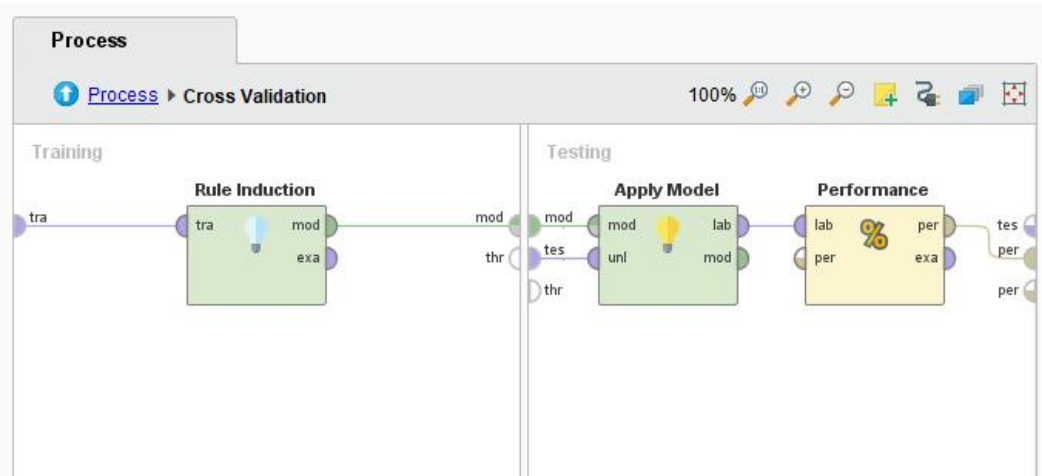 Process
Process ▸ Cross Validation
100%
Training
Rule Induction
tra
tra
mod
exa
mod
thr
Testing
Apply Model
mod
tes
thr
mod
unl
lab
mod
Performance
%
lab
per
per
exa
tes
per
per